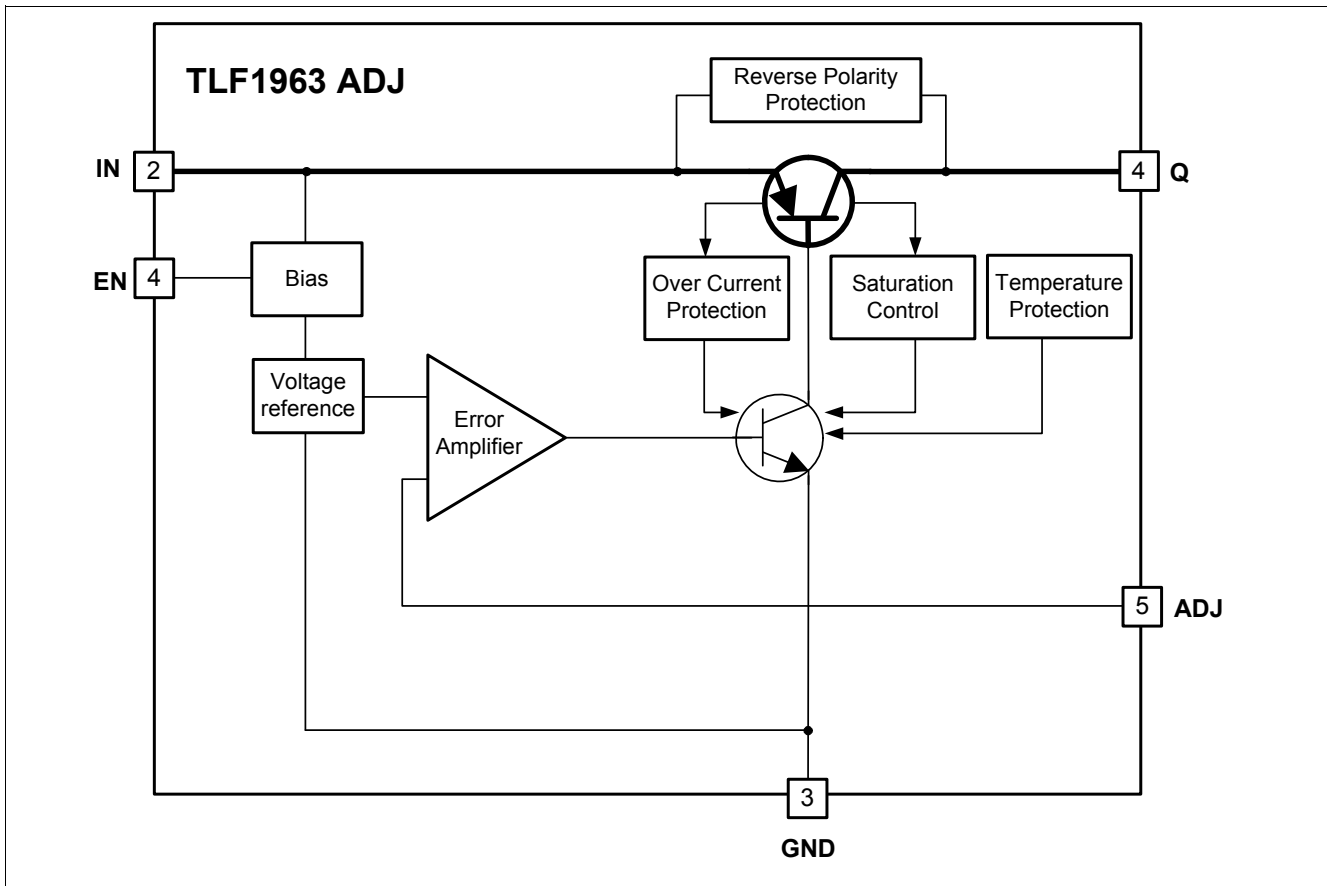 TLF1963 ADJ
Reverse Polarity
Protection
IN
2
4
Q
EN
4
Bias
Over Current
Protection
Saturation
Control
Temperature
Protection
Voltage
reference
Error
Amplifier
5
ADJ
3
GND